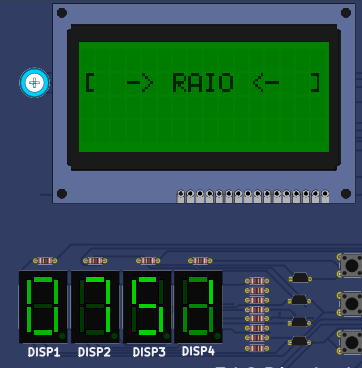 [ -> RAIO <- ]
DISP1 DISP2 DISP3 DISP4